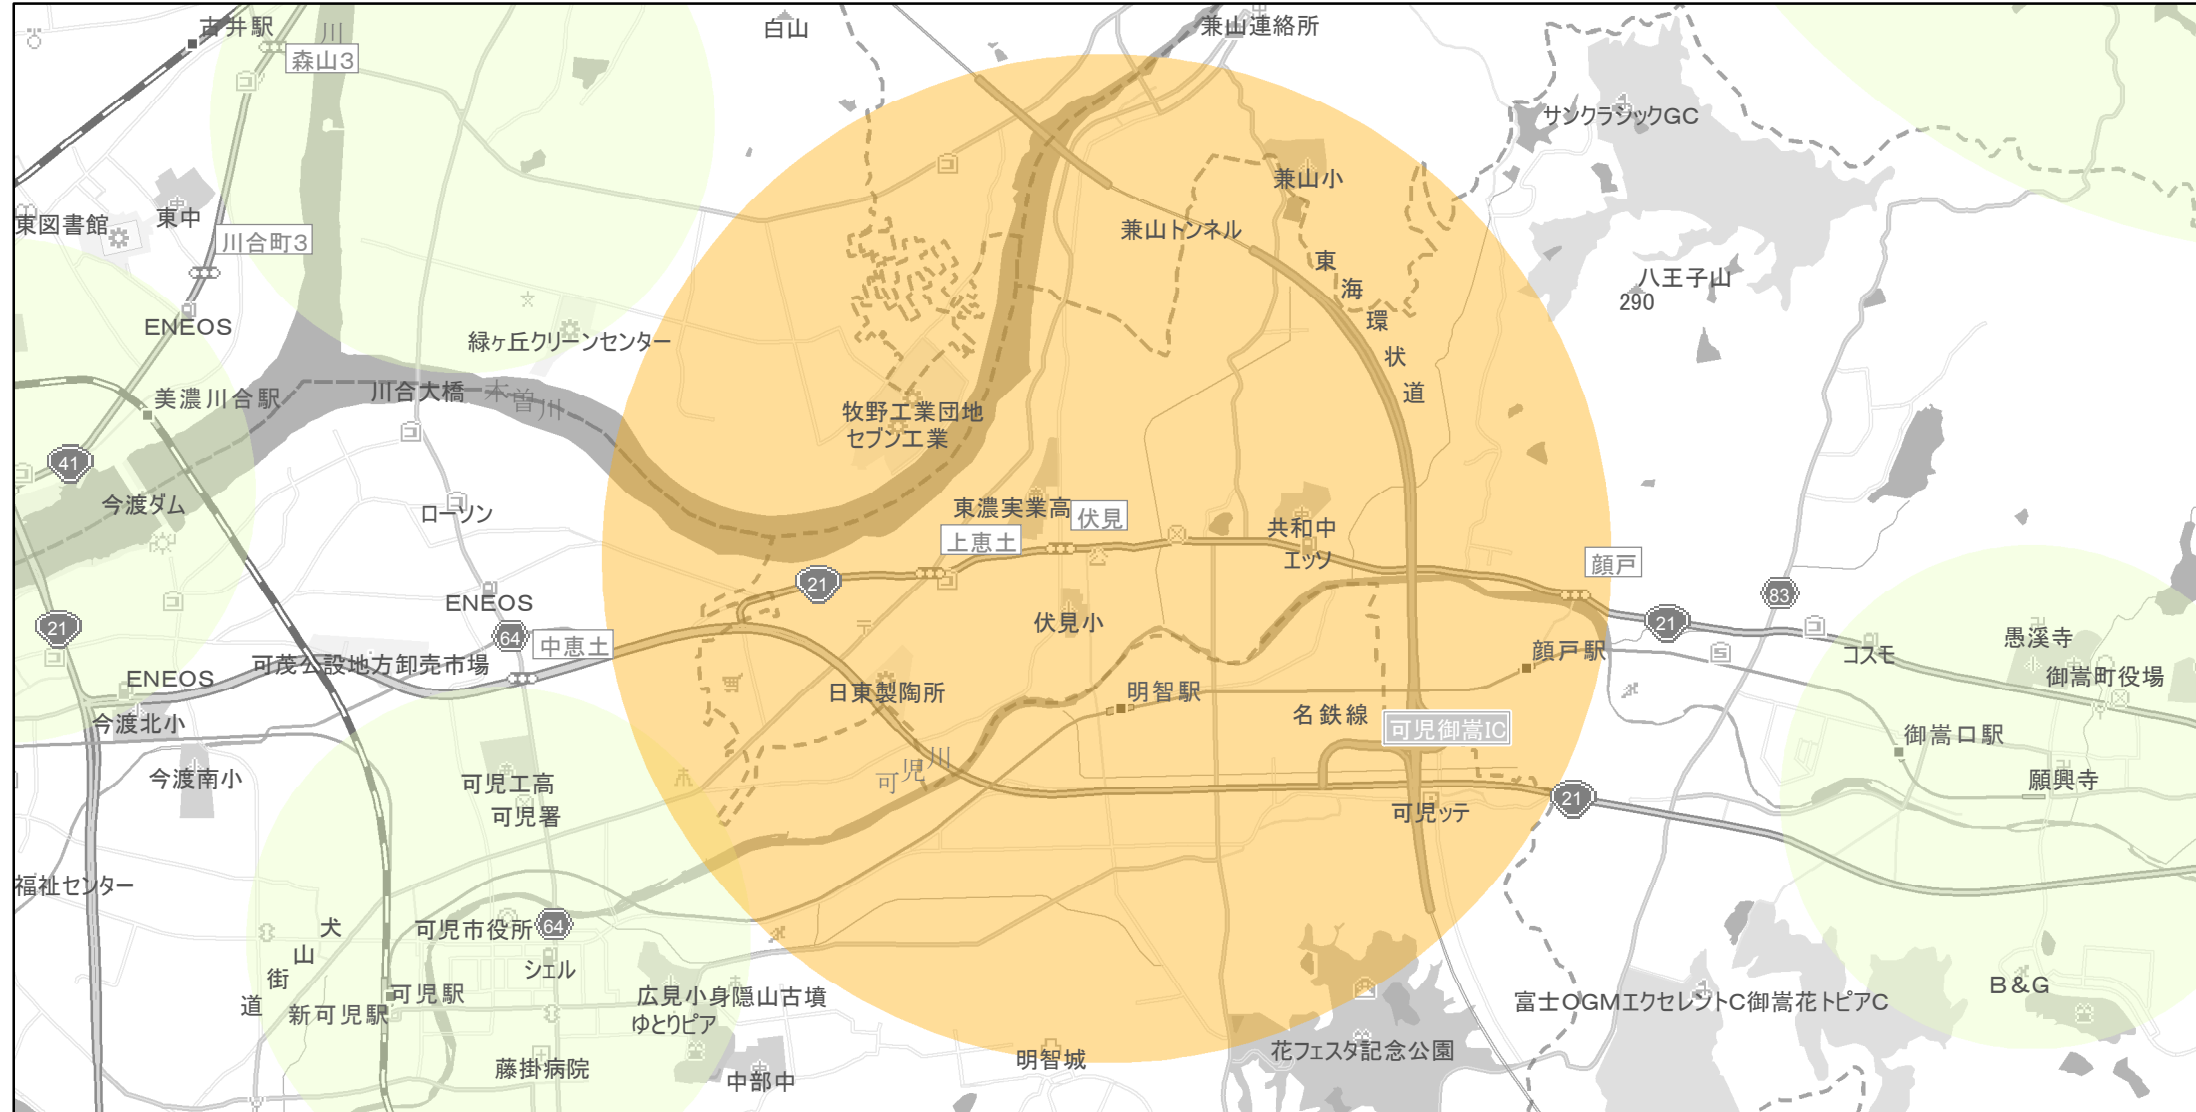 古井駅
川
白山
兼山連絡所
森山3
サンクラシックGC
兼山小
東図書館
東中
川合町3
兼山トンネル
東海環状道
八王子山
290
ENEOS
緑ヶ丘クリーンセンター
美濃川合駅
川合大橋
木曽川
牧野工業団地
セブン工業
41
今渡ダム
ローソン
東濃実業高
伏見
上恵土
共和中
エッソ
顔戸
21
83
ENEOS
伏見小
21
64
中恵土
21
愚溪寺
可茂公設地方卸売市場
顔戸駅
コスモ
ENEOS
日東製陶所
明智駅
御嵩町役場
今渡北小
名鉄線
可児御嵩IC
御嵩口駅
今渡南小
可児工高
可児川
願興寺
可児署
可児ッテ
21
福祉センター
犬山街道
可児市役所
64
シェル
可児駅
新可児駅
広見小身隠山古墳
ゆとりピア
富士OGMエクセレントC御嵩花トピアC
B&G
藤掛病院
中部中
明智城
花フェスタ記念公園